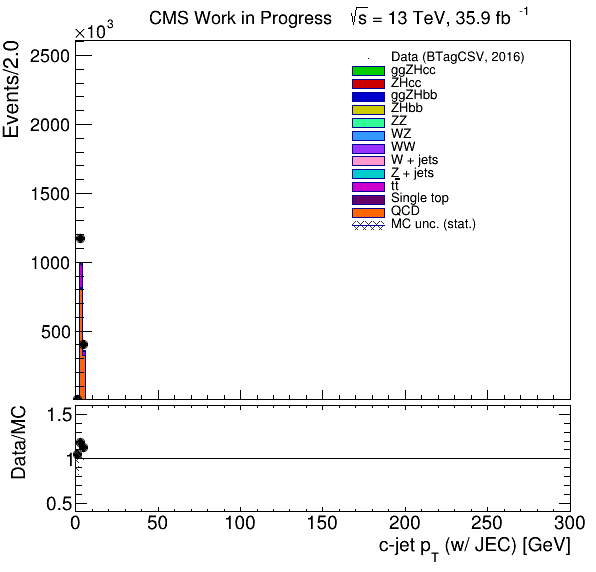 CMS Work in Progress √s = 13 TeV, 35.9 fb⁻¹
×10³
Events/2.0
2500
2000
1500
1000
500
Data (BTagCSV, 2016)
ggZHcc
ZHcc
ggZHbb
ZHbb
ZZ
WZ
WW
W + jets
Z + jets
tt̅
Single top
QCD
MC unc. (stat.)
Data/MC
1.5
1
0.5
0 50 100 150 200 250 300
c-jet p_T (w/ JEC) [GeV]